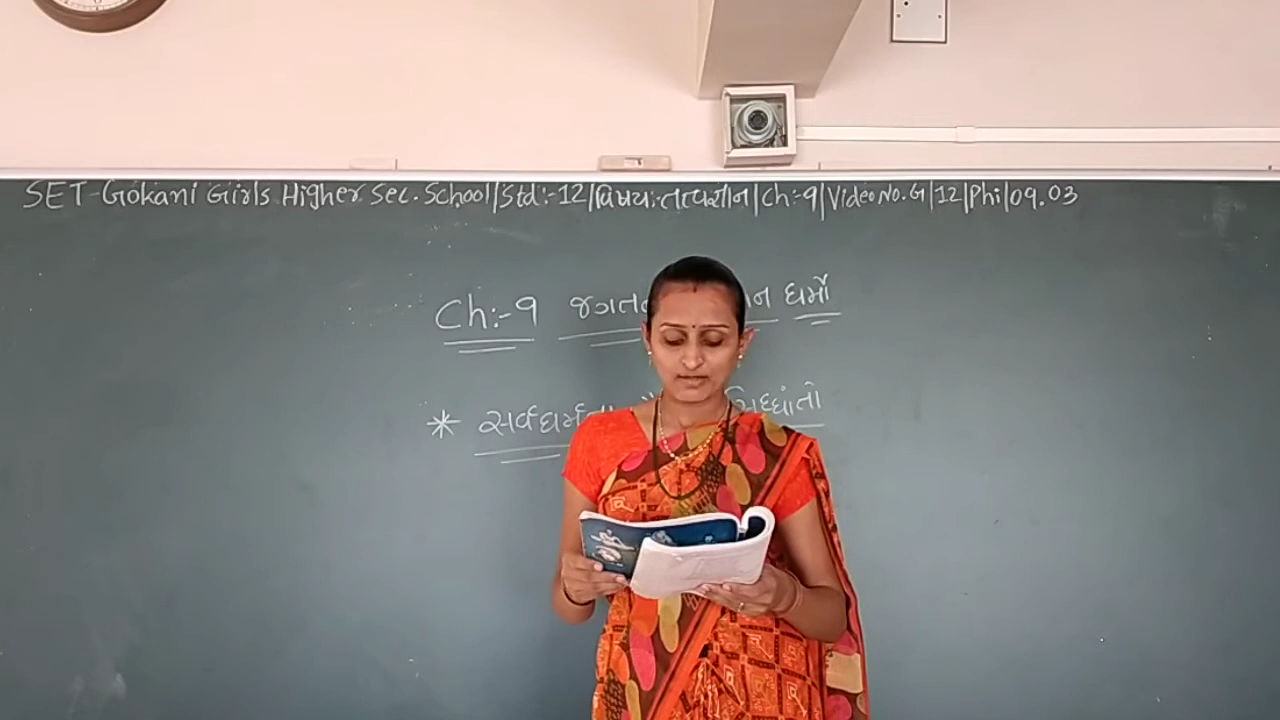 SET-Gokani Girls Higher Sec. School/Std:-12/વિષય:-તત્વજ્ઞાન/Ch:-9/Video No. G/12/Phi/09.03
Ch:-9 ધર્મો
* સિદ્ધાંતો